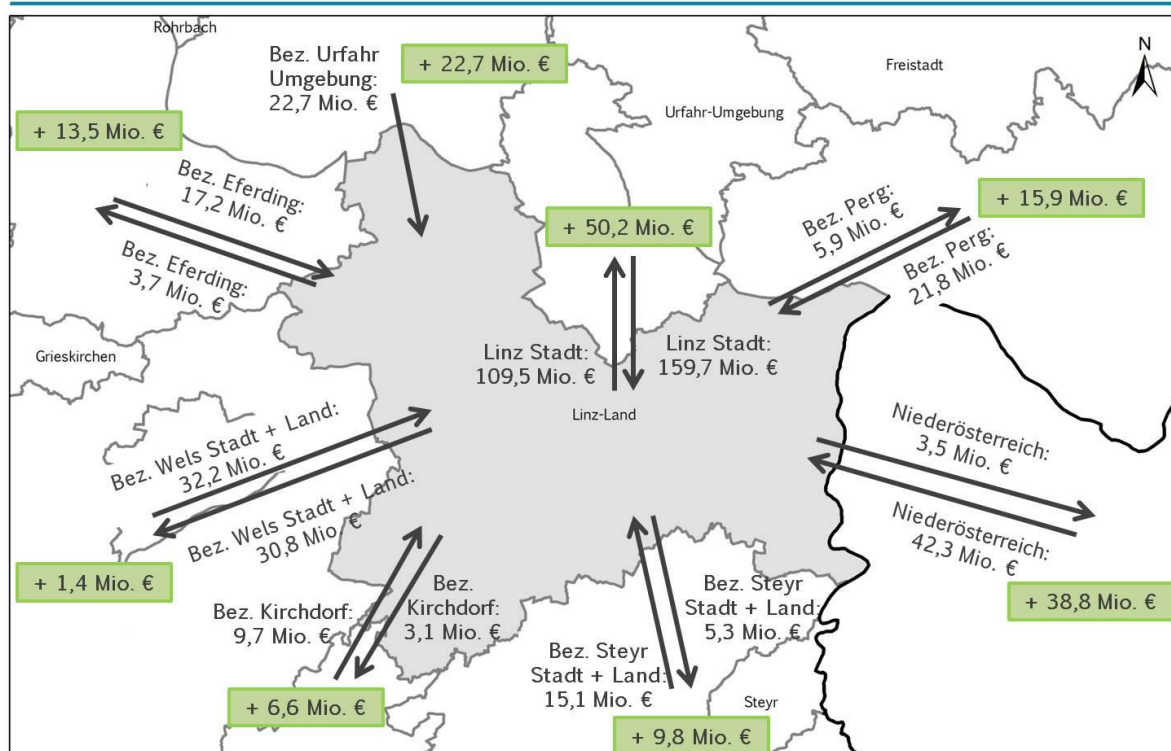 Rohrbach
Bez. Urfahr
Umgebung:
22,7 Mio. €
+ 22,7 Mio. €
Freistadt
N
Urfahr-Umgebung
+ 13,5 Mio. €
Bez. Eferding:
17,2 Mio. €
Bez. Eferding:
3,7 Mio. €
+ 50,2 Mio. €
Bez. Perg:
5,9 Mio. €
+ 15,9 Mio. €
Bez. Perg:
21,8 Mio. €
Grieskirchen
Linz Stadt:
109,5 Mio. €
Linz Stadt:
159,7 Mio. €
Linz-Land
Bez. Wels Stadt + Land:
32,2 Mio. €
Bez. Wels Stadt + Land:
30,8 Mio. €
+ 1,4 Mio. €
Niederösterreich:
3,5 Mio. €
Niederösterreich:
42,3 Mio. €
+ 38,8 Mio. €
Bez. Kirchdorf:
9,7 Mio. €
Bez.
Kirchdorf:
3,1 Mio. €
+ 6,6 Mio. €
Bez. Steyr
Stadt + Land:
15,1 Mio. €
Bez. Steyr
Stadt + Land:
5,3 Mio. €
Steyr
+ 9,8 Mio. €